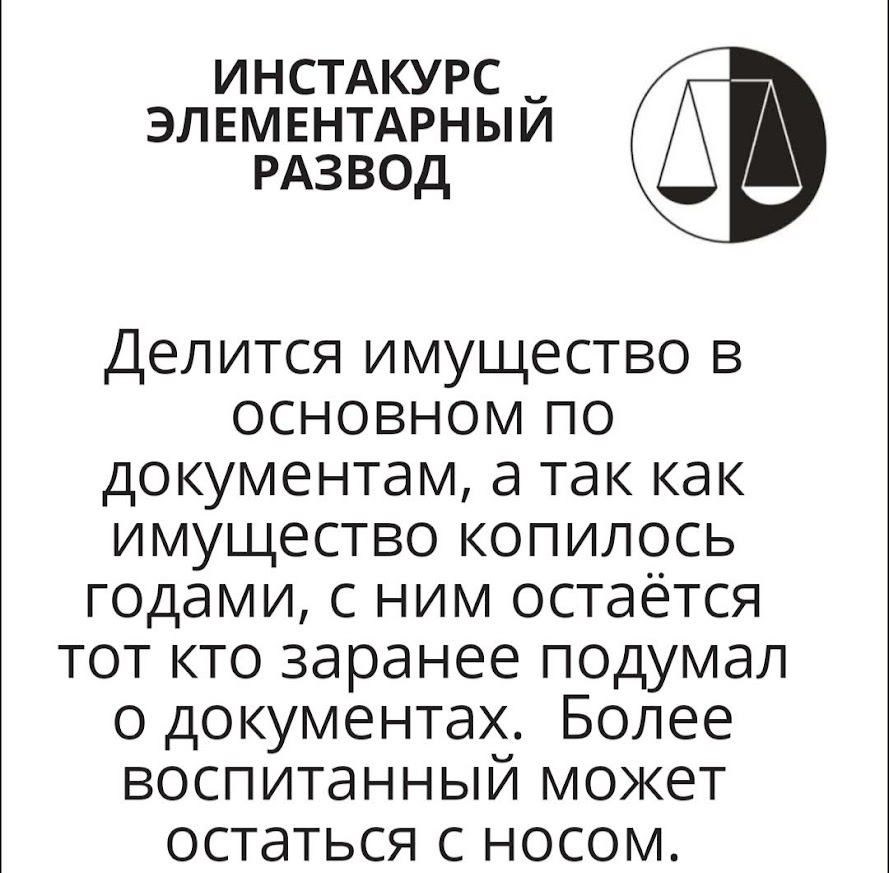 ИНСТАКУРС
ЭЛЕМЕНТАРНЫЙ
РАЗВОД
Делится имущество в
основном по
документам, а так как
имущество копилось
годами, с ним остаётся
тот кто заранее подумал
о документах.  Более
воспитанный может
остаться с носом.